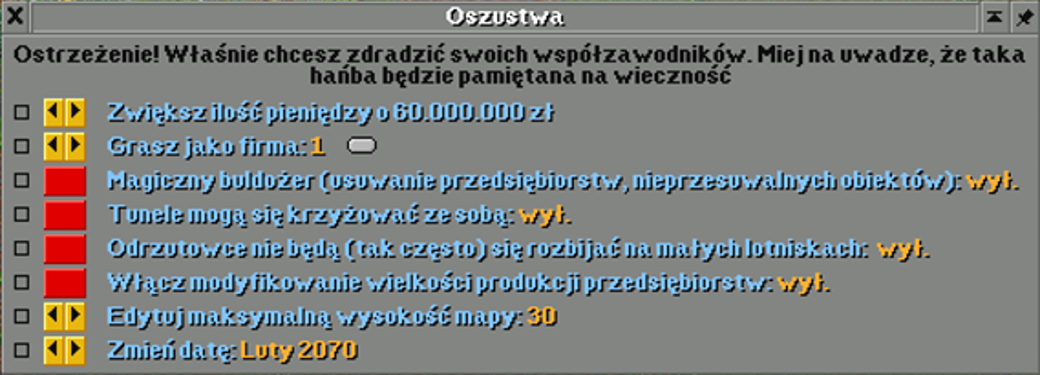 Oszustwa
Ostrzeżenie! Właśnie chcesz zdradzić swoich współzawodników. Miej na uwadze, że taka
hańba będzie pamiętana na wieczność
Zwiększ ilość pieniędzy o 60.000.000 zł
Grasz jako firma: 1
Magiczny buldożer (usuwanie przedsiębiorstw, nieprzesuwalnych obiektów): wył.
Tunele mogą się krzyżować ze sobą: wył.
Odrzutowce nie będą (tak często) się rozbijać na małych lotniskach: wył.
Włącz modyfikowanie wielkości produkcji przedsiębiorstw: wył.
Edytuj maksymalną wysokość mapy: 30
Zmień datę: Luty 2070